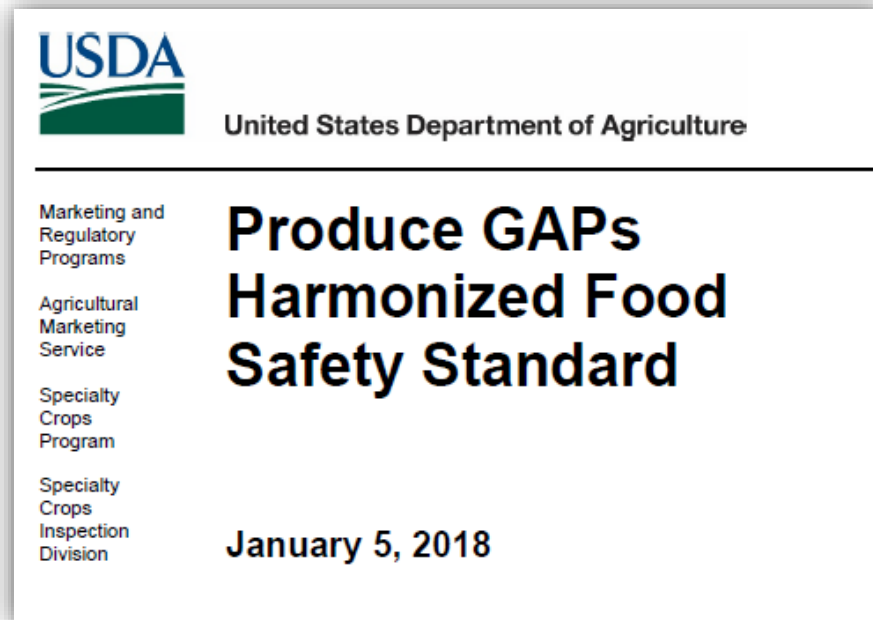 USDA
United States Department of Agriculture
Marketing and
Regulatory
Programs
Agricultural
Marketing
Service
Specialty
Crops
Program
Specialty
Crops
Inspection
Division
Produce GAPs
Harmonized Food
Safety Standard
January 5, 2018